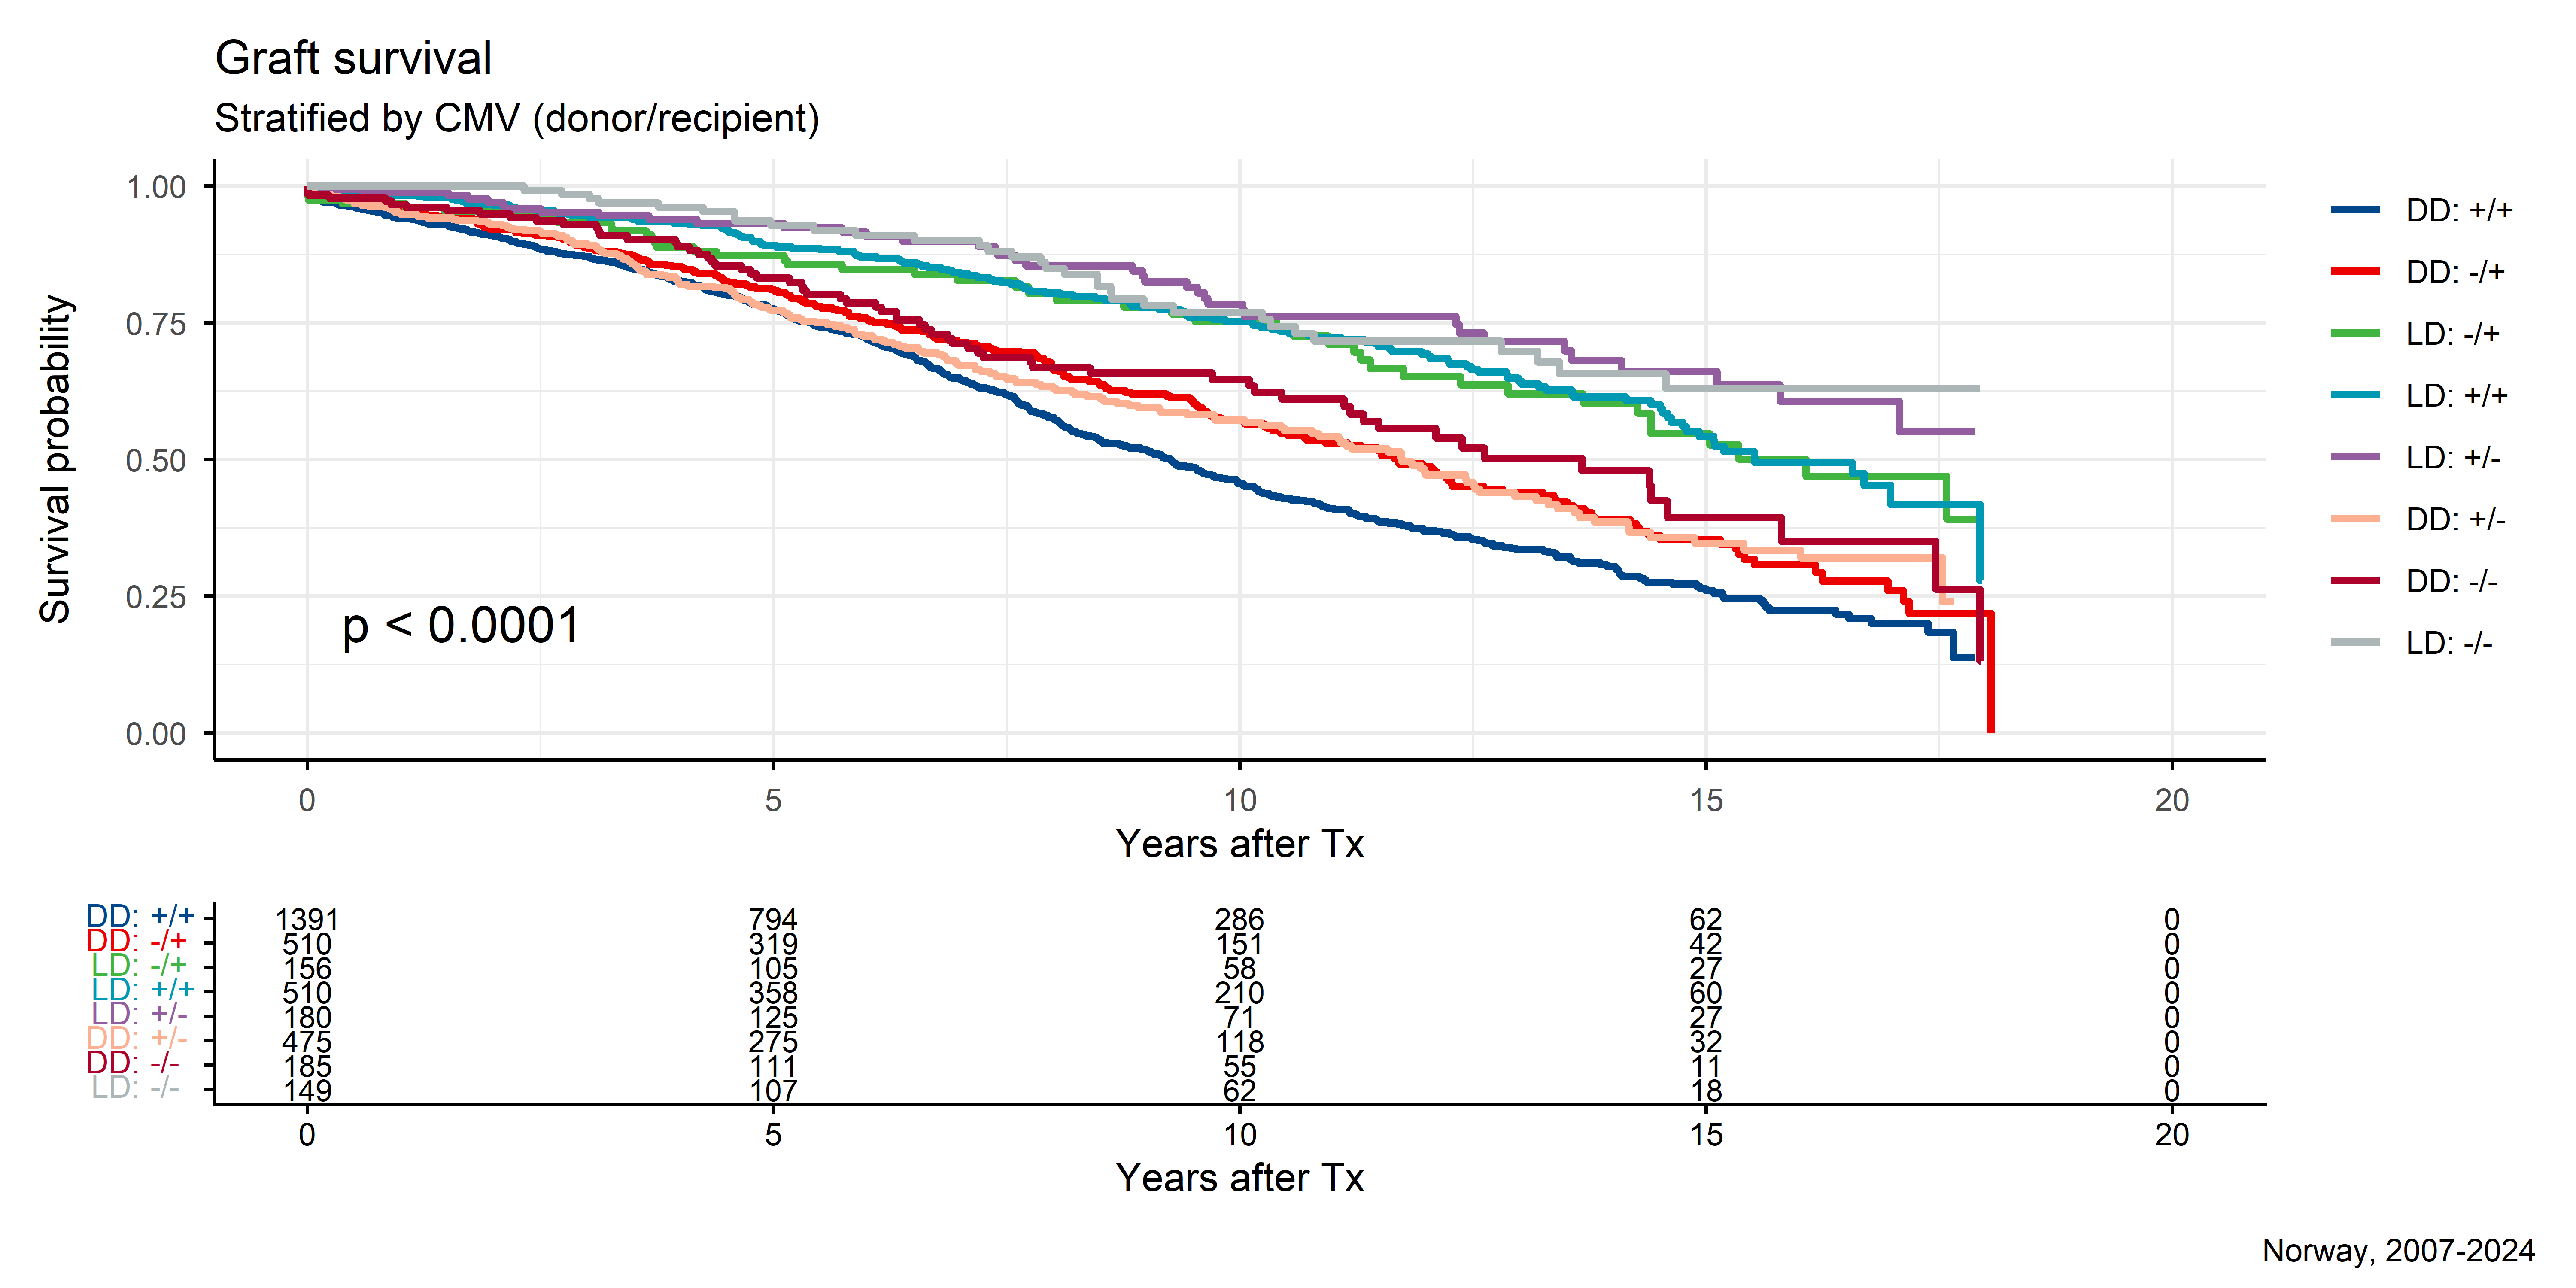 Graft survival
Stratified by CMV (donor/recipient)
Survival probability
1.00
0.75
0.50
0.25
0.00
p < 0.0001
0 5 10 15 20
Years after Tx
DD: +/+
DD: -/+
LD: -/+
LD: +/+
LD: +/-
DD: +/-
DD: -/-
LD: -/-
DD: +/+ 1391 794 286 62 0
DD: -/+ 510 319 151 42 0
LD: -/+ 156 105 58 27 0
LD: +/+ 510 358 210 60 0
LD: +/- 180 125 71 27 0
DD: +/- 475 275 118 32 0
DD: -/- 185 111 55 11 0
LD: -/- 149 107 62 18 0
0 5 10 15 20
Years after Tx
Norway, 2007-2024